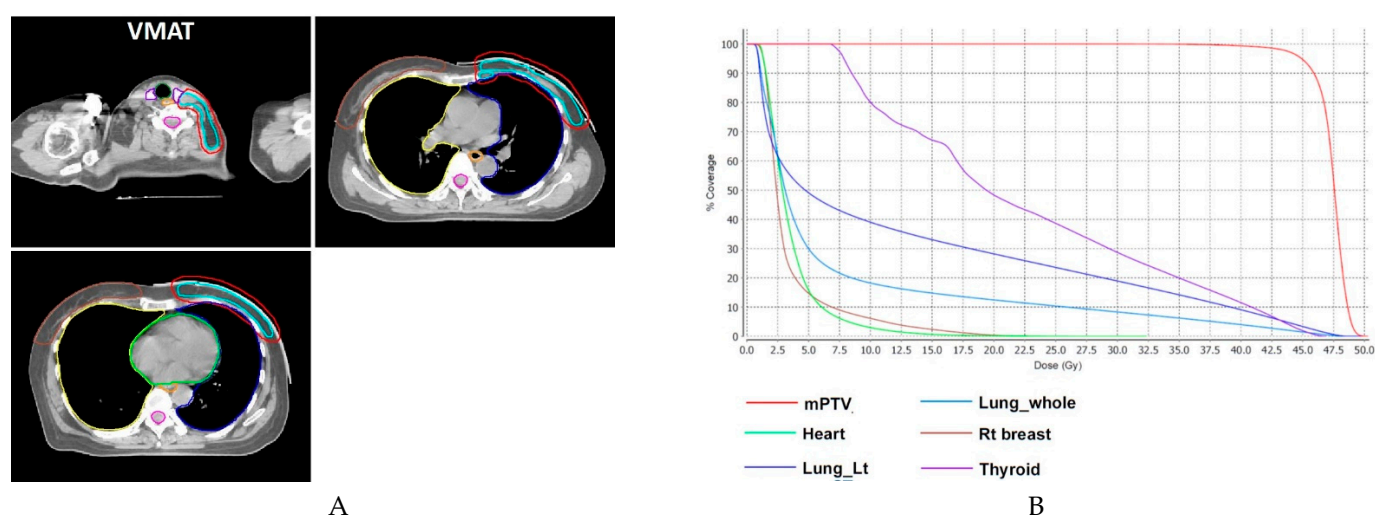 VMAT
100
90
80
70
60
50
40
30
20
10
0
% Coverage
0.0 2.5 5.0 7.5 10.0 12.5 15.0 17.5 20.0 22.5 25.0 27.5 30.0 32.5 35.0 37.5 40.0 42.5 45.0 47.5 50.0
Dose (Gy)
mPTV Lung_whole
Heart Rt breast
Lung_Lt Thyroid
A B